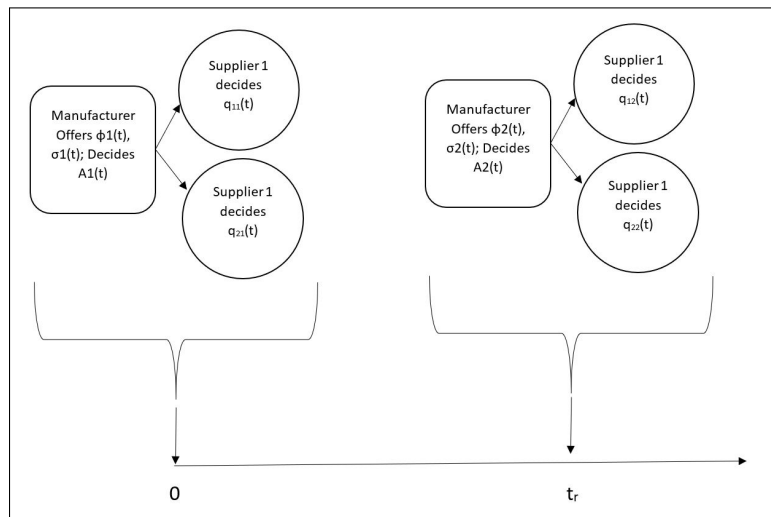 Manufacturer
Offers ϕ1(t),
σ1(t); Decides
A1(t)
Supplier 1
decides
q₁₁(t)
Supplier 1
decides
q₂₁(t)
Manufacturer
Offers ϕ2(t),
σ2(t); Decides
A2(t)
Supplier 1
decides
q₁₂(t)
Supplier 1
decides
q₂₂(t)
0
tᵣ